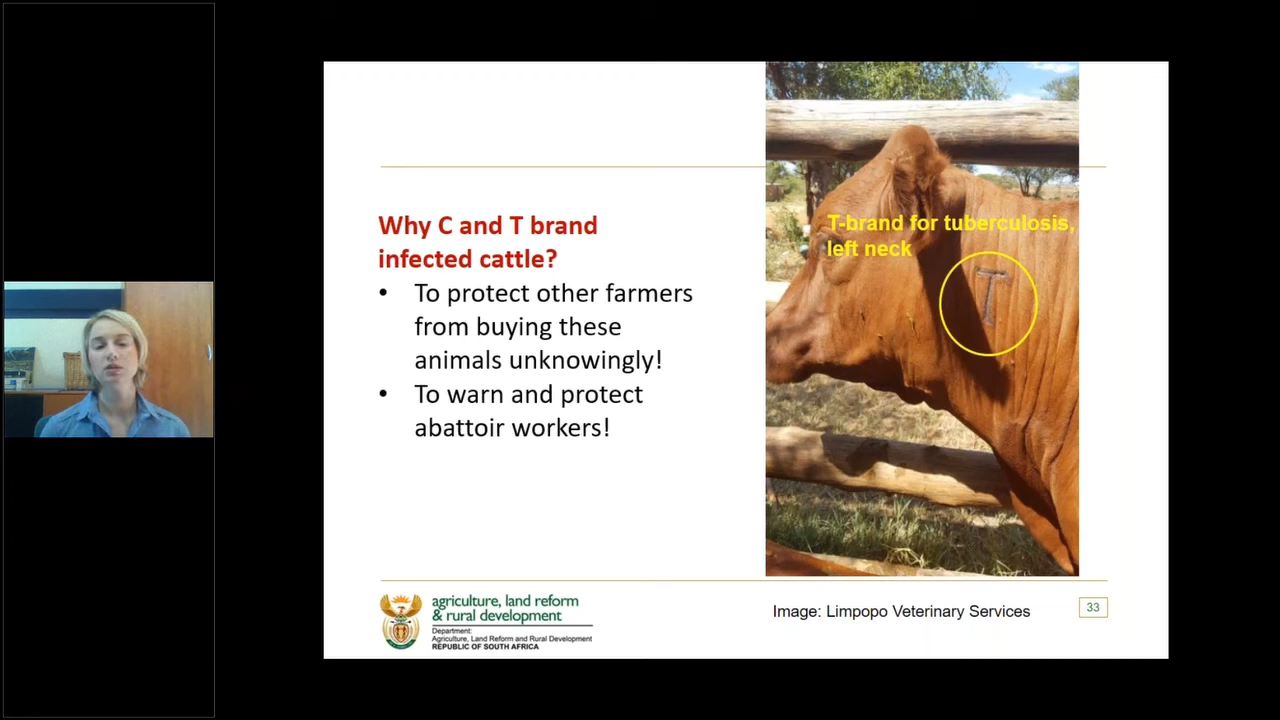 Why C and T brand
infected cattle?
• To protect other farmers
from buying these
animals unknowingly!
• To warn and protect
abattoir workers!
T-brand for tuberculosis,
left neck
T
agriculture, land reform
& rural development
Department:
Agriculture, Land Reform and Rural Development
REPUBLIC OF SOUTH AFRICA
Image: Limpopo Veterinary Services
33